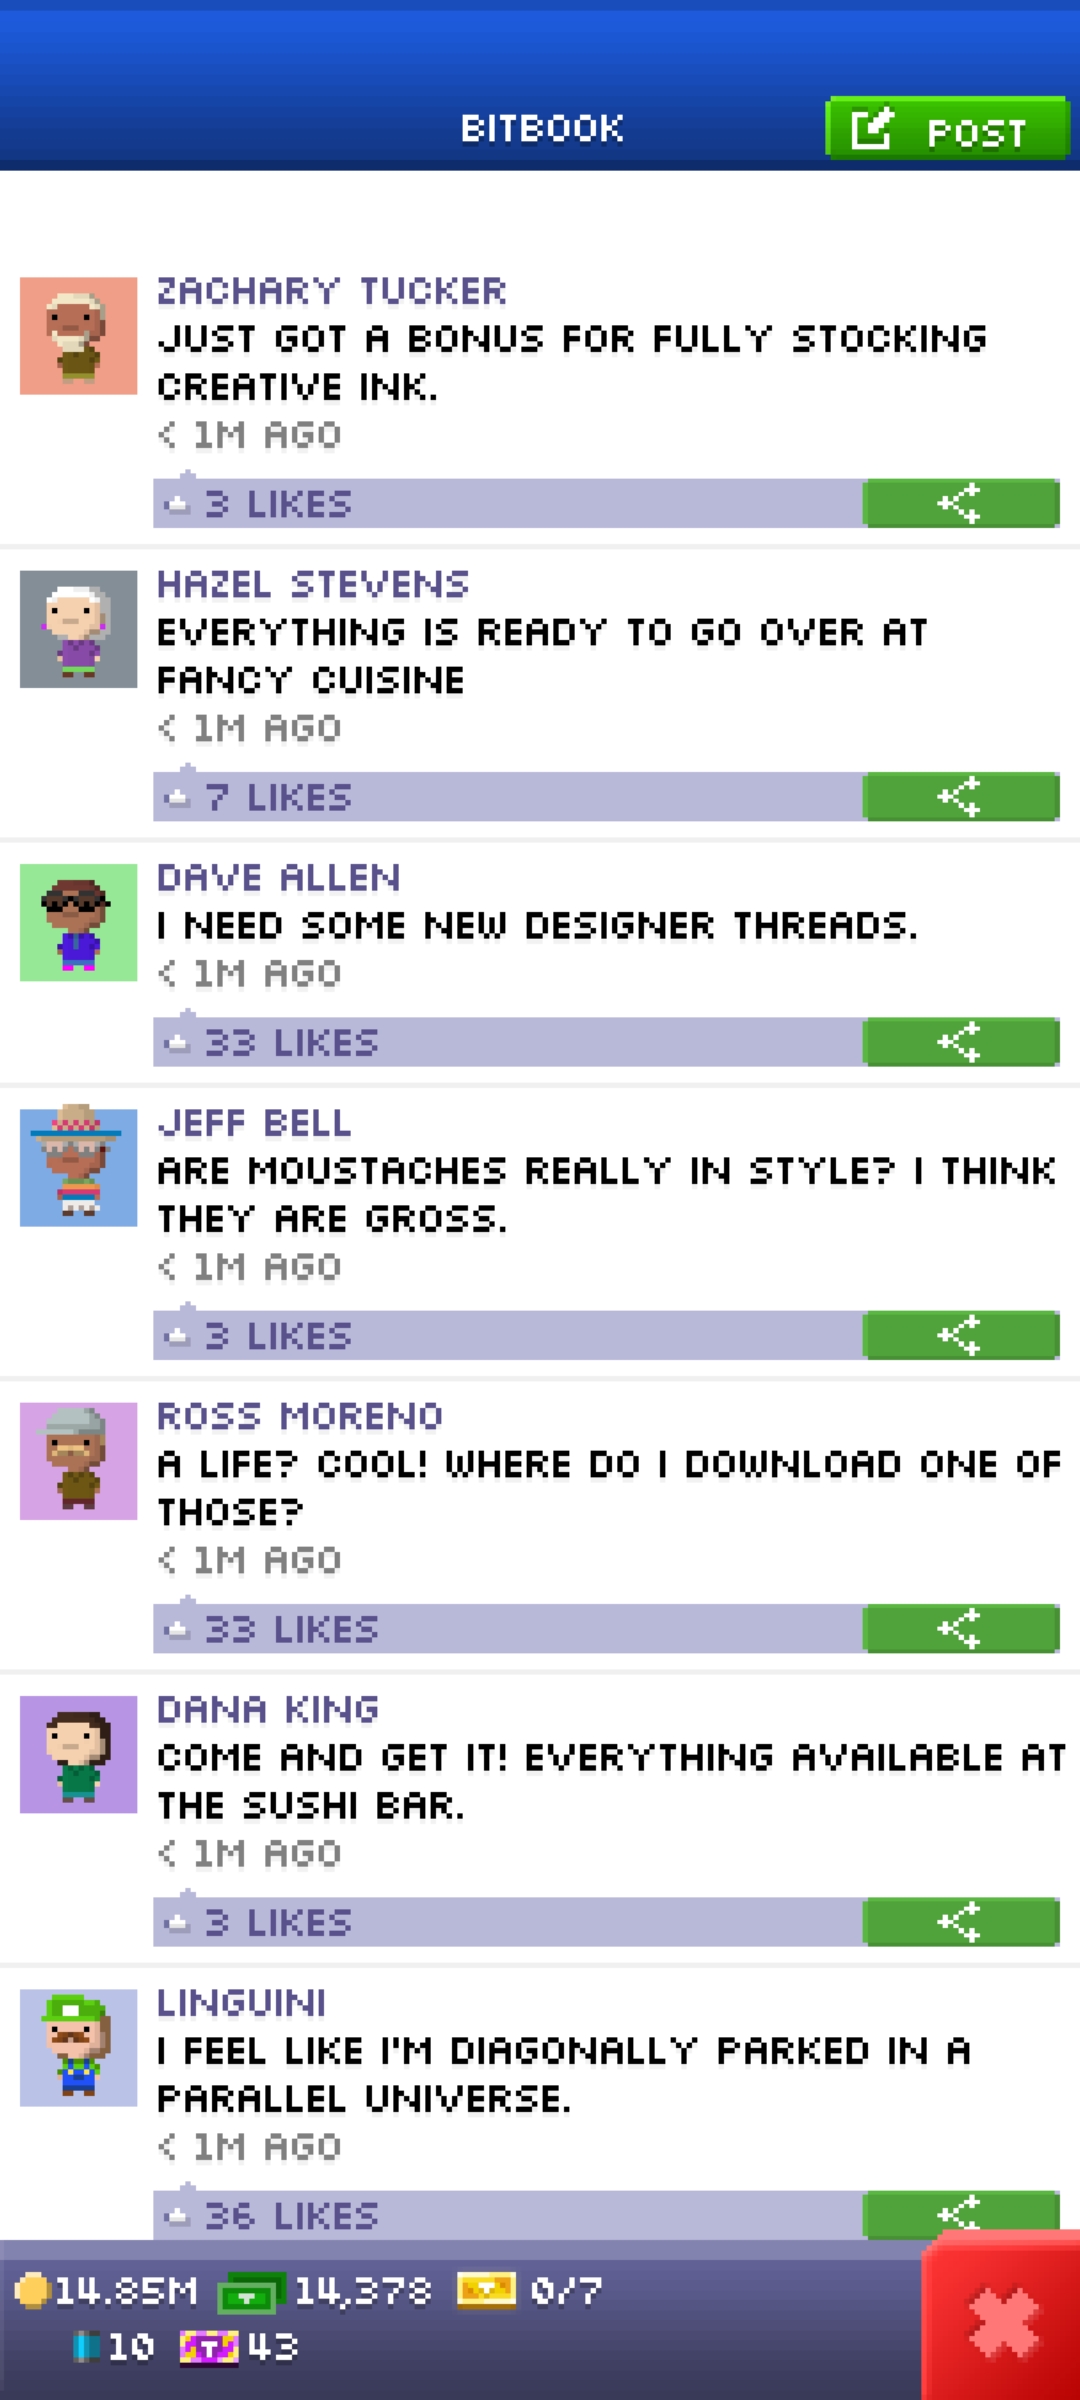 BITBOOK
POST
ZACHARY TUCKER
JUST GOT A BONUS FOR FULLY STOCKING
CREATIVE INK.
< 1M AGO
3 LIKES
HAZEL STEVENS
EVERYTHING IS READY TO GO OVER AT
FANCY CUISINE
< 1M AGO
7 LIKES
DAVE ALLEN
I NEED SOME NEW DESIGNER THREADS.
< 1M AGO
33 LIKES
JEFF BELL
ARE MOUSTACHES REALLY IN STYLE? I THINK
THEY ARE GROSS.
< 1M AGO
3 LIKES
ROSS MORENO
A LIFE? COOL! WHERE DO I DOWNLOAD ONE OF
THOSE?
< 1M AGO
33 LIKES
DANA KING
COME AND GET IT! EVERYTHING AVAILABLE AT
THE SUSHI BAR.
< 1M AGO
3 LIKES
LINGUINI
I FEEL LIKE I'M DIAGONALLY PARKED IN A
PARALLEL UNIVERSE.
< 1M AGO
36 LIKES
14.85M 14,378 0/7
10 T 43